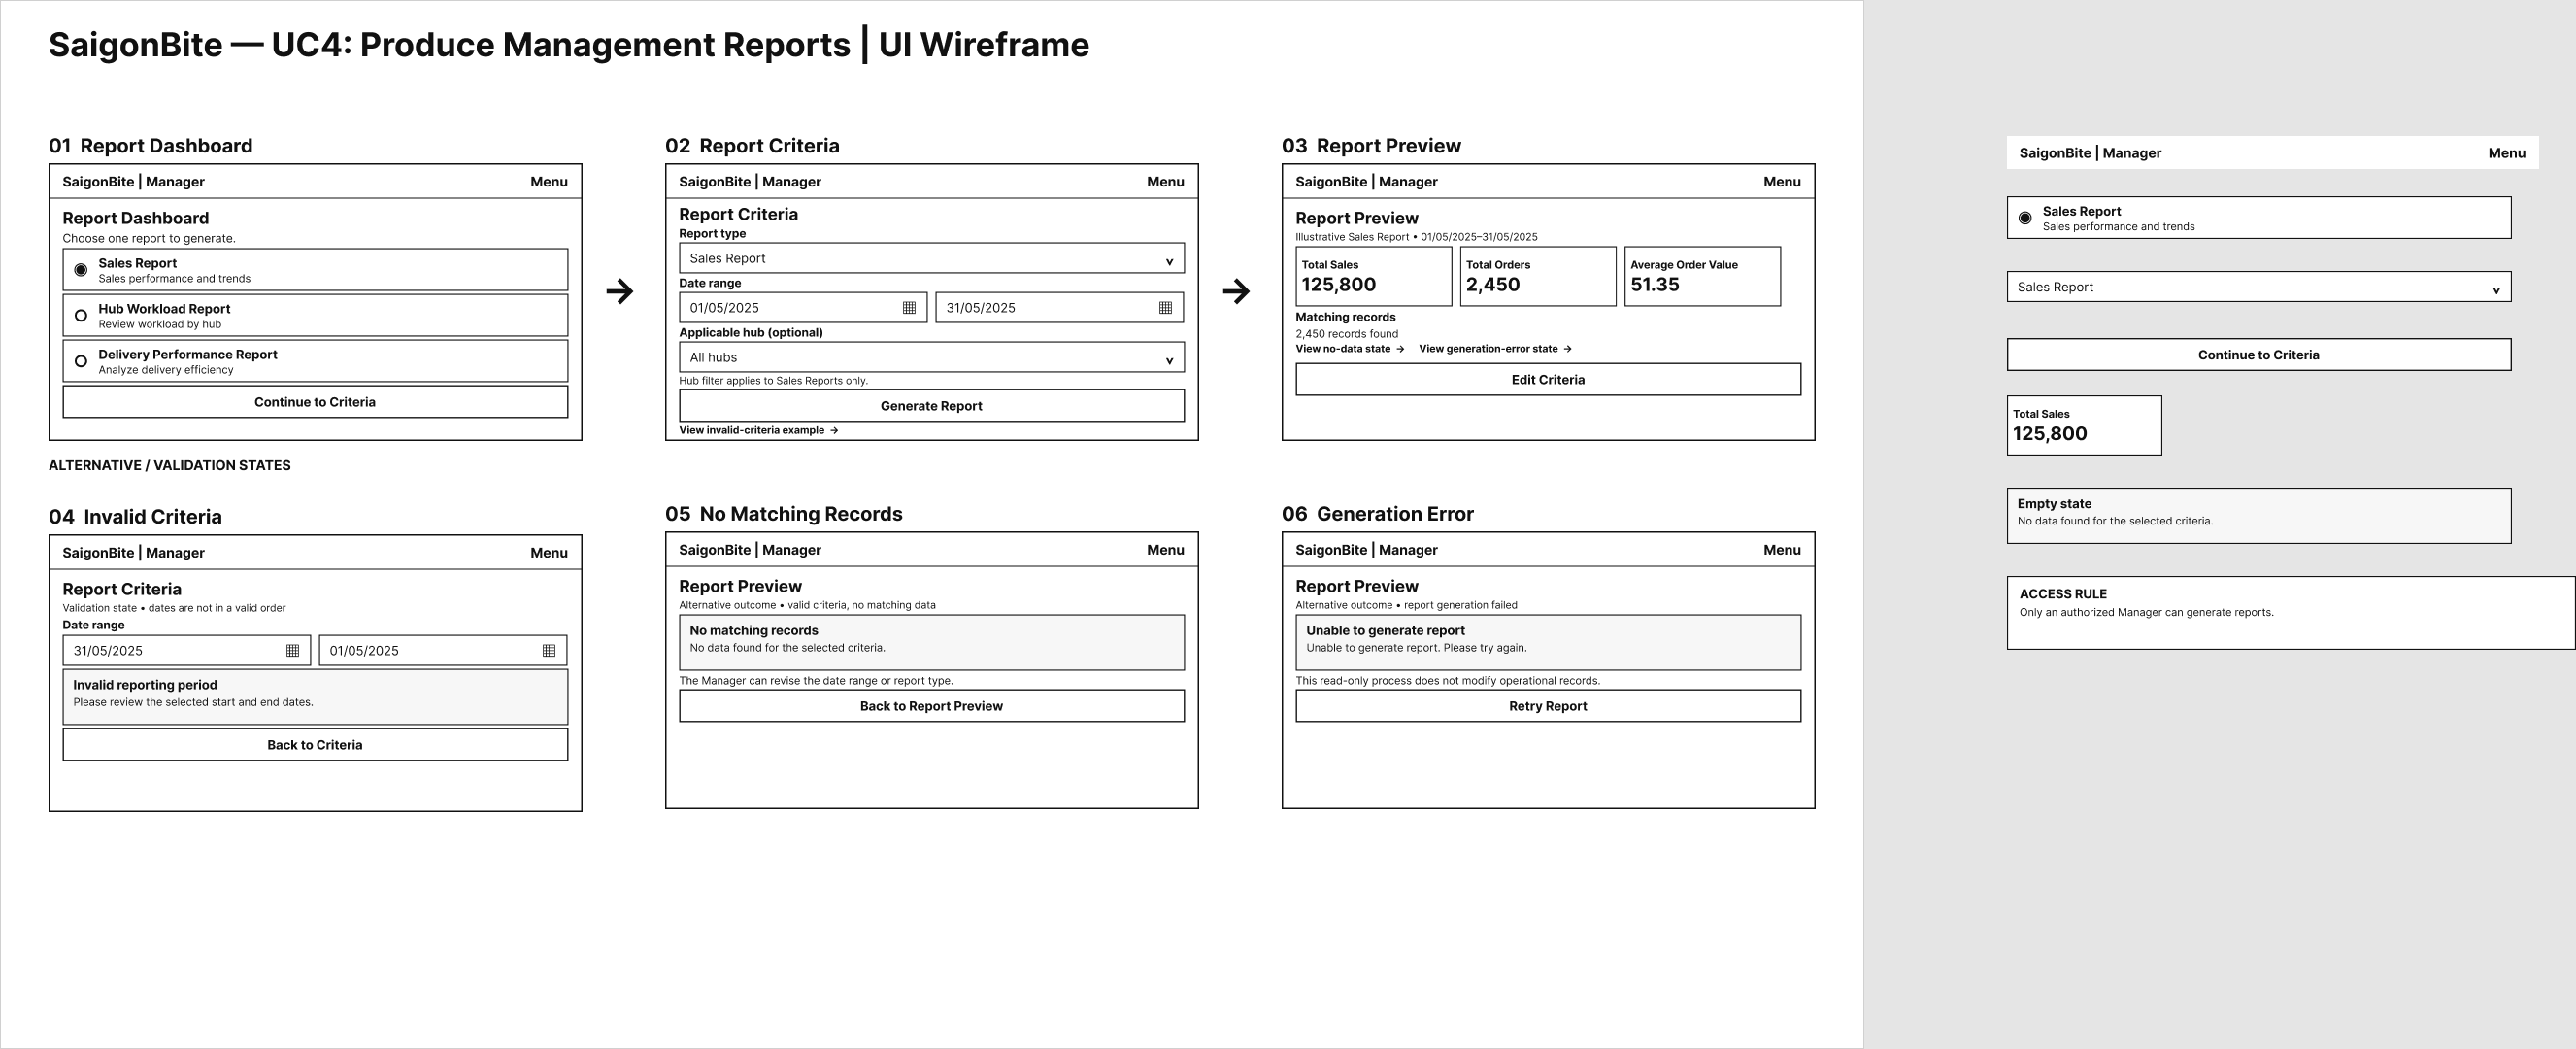 SaigonBite — UC4: Produce Management Reports | UI Wireframe
01 Report Dashboard
SaigonBite | Manager Menu
Report Dashboard
Choose one report to generate.
Sales Report
Sales performance and trends
Hub Workload Report
Review workload by hub
Delivery Performance Report
Analyze delivery efficiency
Continue to Criteria
02 Report Criteria
SaigonBite | Manager Menu
Report Criteria
Report type
Sales Report
Date range
01/05/2025 31/05/2025
Applicable hub (optional)
All hubs
Hub filter applies to Sales Reports only.
Generate Report
View invalid-criteria example →
03 Report Preview
SaigonBite | Manager Menu
Report Preview
Illustrative Sales Report • 01/05/2025–31/05/2025
Total Sales
125,800
Total Orders
2,450
Average Order Value
51.35
Matching records
2,450 records found
View no-data state → View generation-error state →
Edit Criteria
ALTERNATIVE / VALIDATION STATES
04 Invalid Criteria
SaigonBite | Manager Menu
Report Criteria
Validation state • dates are not in a valid order
Date range
31/05/2025 01/05/2025
Invalid reporting period
Please review the selected start and end dates.
Back to Criteria
05 No Matching Records
SaigonBite | Manager Menu
Report Preview
Alternative outcome • valid criteria, no matching data
No matching records
No data found for the selected criteria.
The Manager can revise the date range or report type.
Back to Report Preview
06 Generation Error
SaigonBite | Manager Menu
Report Preview
Alternative outcome • report generation failed
Unable to generate report
Unable to generate report. Please try again.
This read-only process does not modify operational records.
Retry Report
SaigonBite | Manager Menu
Sales Report
Sales performance and trends
Sales Report
Continue to Criteria
Total Sales
125,800
Empty state
No data found for the selected criteria.
ACCESS RULE
Only an authorized Manager can generate reports.